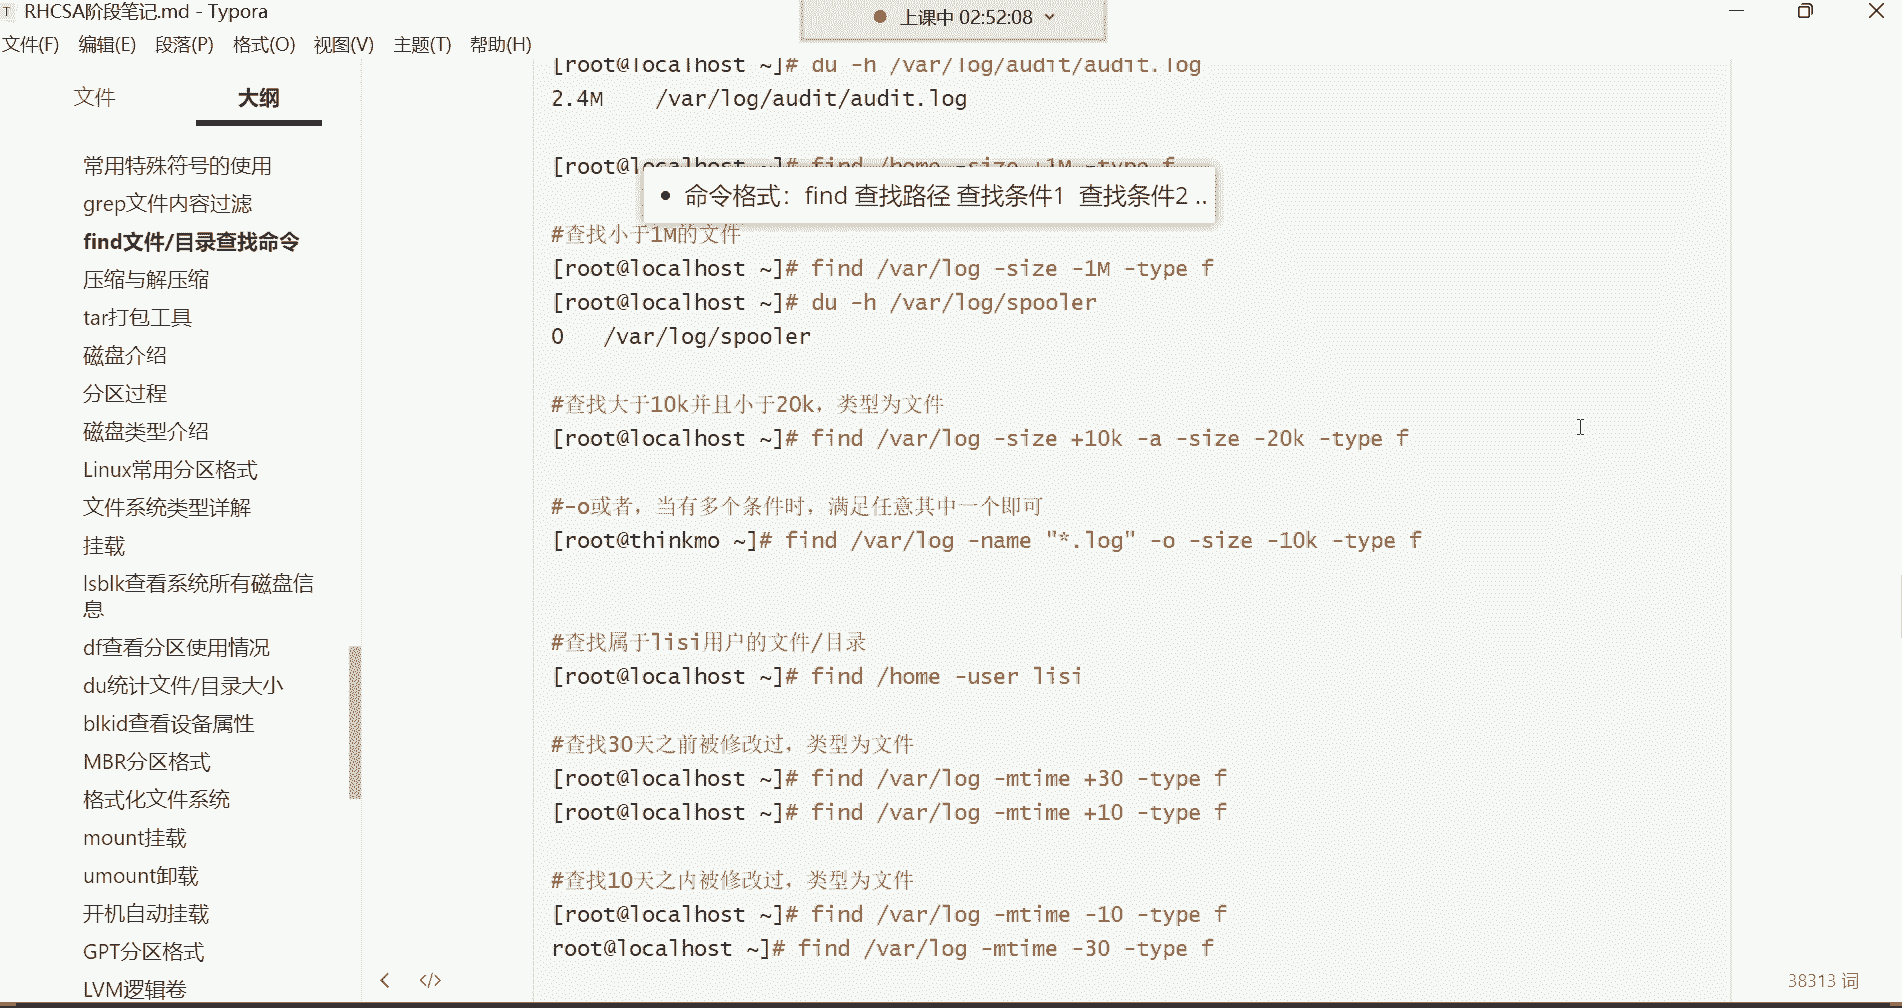 RHCSA阶段笔记.md - Typora
上课中 02:52:08
文件(F) 编辑(E) 段落(P) 格式(O) 视图(V) 主题(T) 帮助(H)
文件 大纲
常用特殊符号的使用
grep文件内容过滤
find文件/目录查找命令
压缩与解压缩
tar打包工具
磁盘介绍
分区过程
磁盘类型介绍
Linux常用分区格式
文件系统类型详解
挂载
lsblk查看系统所有磁盘信
息
df查看分区使用情况
du统计文件/目录大小
blkid查看设备属性
MBR分区格式
格式化文件系统
mount挂载
umount卸载
开机自动挂载
GPT分区格式
LVM逻辑卷
[root@localhost ~]# du -h /var/log/audit/audit.log
2.4M    /var/log/audit/audit.log
[root@localhost ~]# find /home -size +1M -type f
• 命令格式：find 查找路径 查找条件1  查找条件2 ..
#查找小于1M的文件
[root@localhost ~]# find /var/log -size -1M -type f
[root@localhost ~]# du -h /var/log/spooler
0   /var/log/spooler
#查找大于10k并且小于20k，类型为文件
[root@localhost ~]# find /var/log -size +10k -a -size -20k -type f
#-o或者，当有多个条件时，满足任意其中一个即可
[root@thinkmo ~]# find /var/log -name "*.log" -o -size -10k -type f
#查找属于lisi用户的文件/目录
[root@localhost ~]# find /home -user lisi
#查找30天之前被修改过，类型为文件
[root@localhost ~]# find /var/log -mtime +30 -type f
[root@localhost ~]# find /var/log -mtime +10 -type f
#查找10天之内被修改过，类型为文件
[root@localhost ~]# find /var/log -mtime -10 -type f
root@localhost ~]# find /var/log -mtime -30 -type f
38313 词